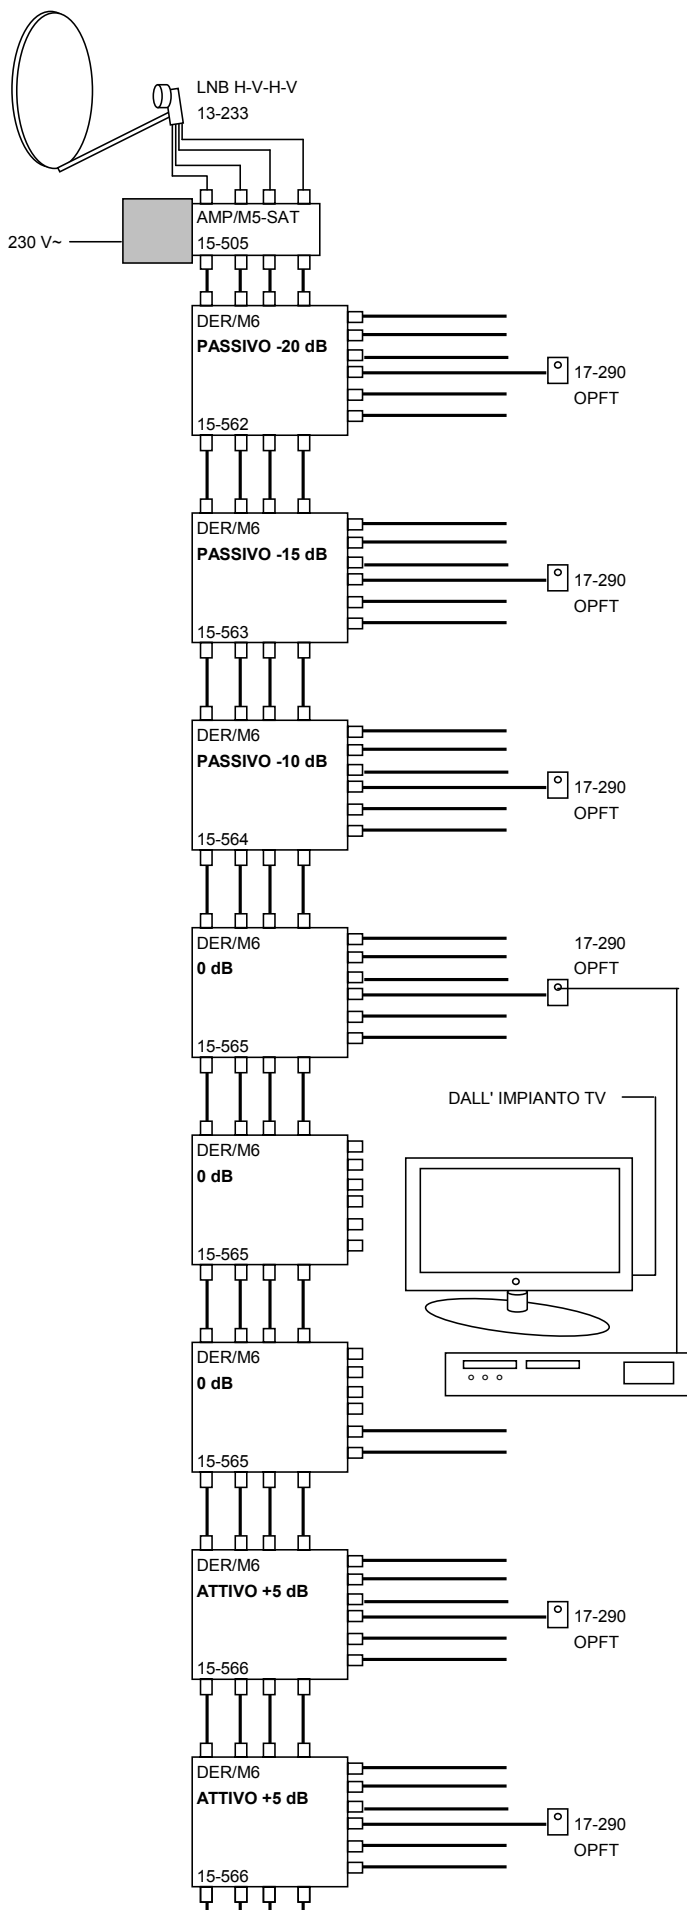 LNB H-V-H-V
13-233
AMP/M5-SAT
230 V~
15-505
DER/M6
PASSIVO -20 dB
17-290
OPFT
15-562
DER/M6
PASSIVO -15 dB
17-290
OPFT
15-563
DER/M6
PASSIVO -10 dB
17-290
OPFT
15-564
DER/M6
0 dB
17-290
OPFT
15-565
DALL' IMPIANTO TV
DER/M6
0 dB
15-565
DER/M6
0 dB
15-565
DER/M6
ATTIVO +5 dB
17-290
OPFT
15-566
DER/M6
ATTIVO +5 dB
17-290
OPFT
15-566